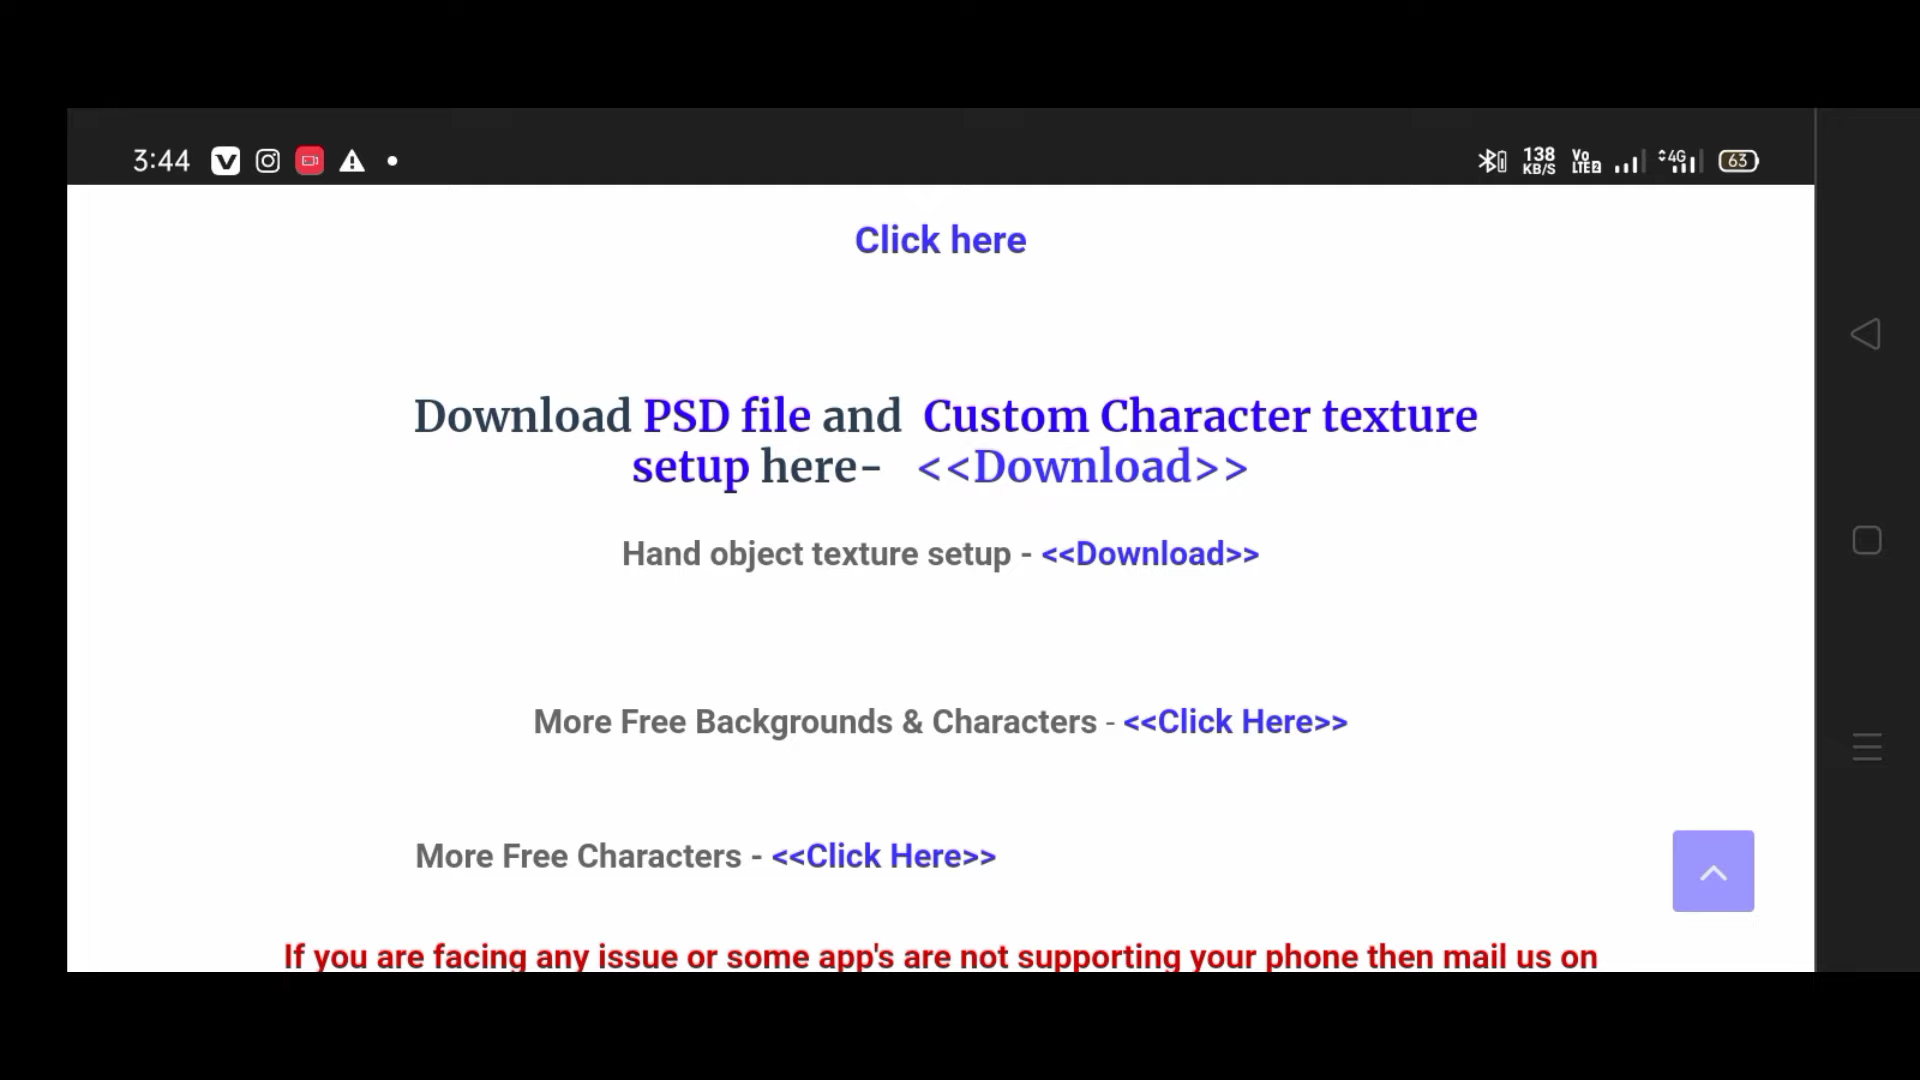 3:44 138 KB/S Vo LTE2 4G 63
Click here
Download PSD file and Custom Character texture
setup here- <<Download>>
Hand object texture setup - <<Download>>
More Free Backgrounds & Characters - <<Click Here>>
More Free Characters - <<Click Here>>
If you are facing any issue or some app's are not supporting your phone then mail us on